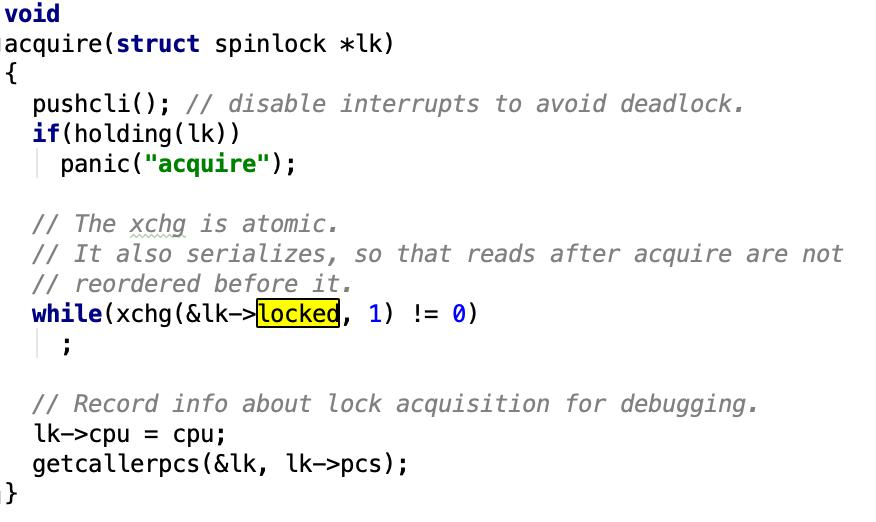 void
acquire(struct spinlock *lk)
{
  pushcli(); // disable interrupts to avoid deadlock.
  if(holding(lk))
    panic("acquire");

  // The xchg is atomic.
  // It also serializes, so that reads after acquire are not
  // reordered before it.
  while(xchg(&lk->locked, 1) != 0)
    ;

  // Record info about lock acquisition for debugging.
  lk->cpu = cpu;
  getcallerpcs(&lk, lk->pcs);
}